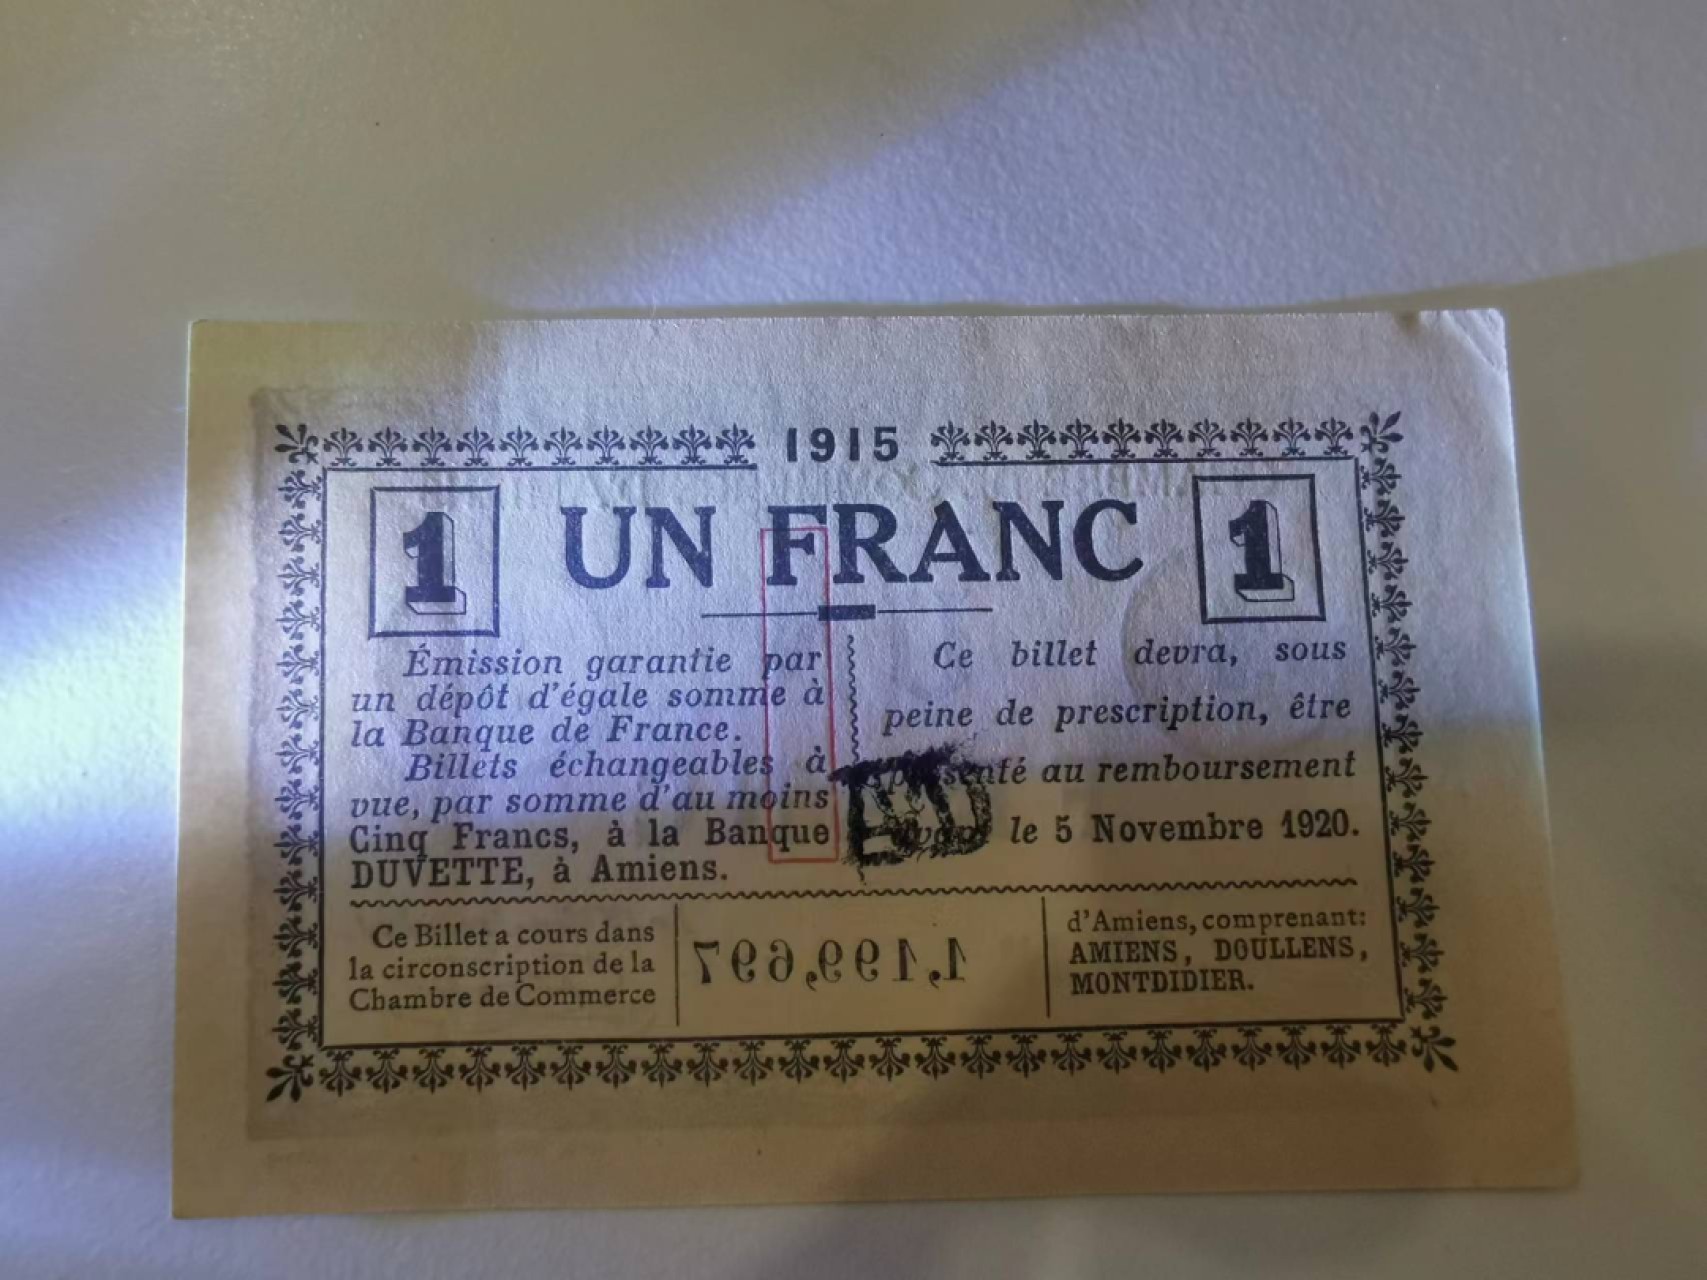 1915
1 UN FRANC 1
Émission garantie par
un dépôt d'égale somme à
la Banque de France.
Billets échangeables à
vue, par somme d'au moins
Cinq Francs, à la Banque
DUVETTE, à Amiens.
Ce billet devra, sous
peine de prescription, être
présenté au remboursement
avant le 5 Novembre 1920.
Ce Billet a cours dans
la circonscription de la
Chambre de Commerce
1,199,697
d'Amiens, comprenant:
AMIENS, DOULLENS,
MONTDIDIER.